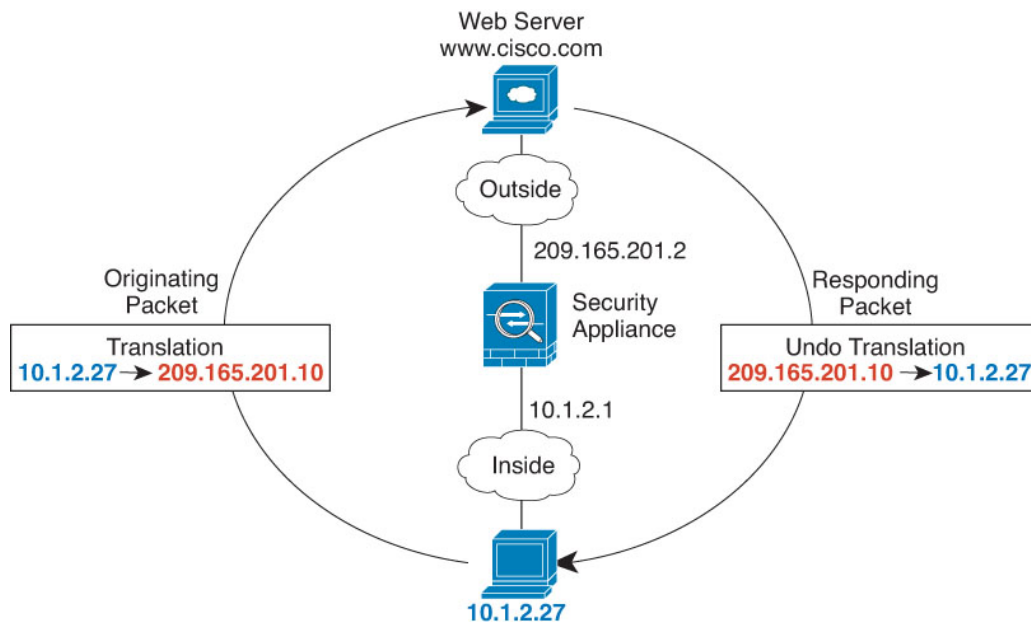 Web Server
www.cisco.com
Outside
209.165.201.2
Originating
Packet
Translation
10.1.2.27 → 209.165.201.10
Security
Appliance
Responding
Packet
Undo Translation
209.165.201.10 → 10.1.2.27
10.1.2.1
Inside
10.1.2.27